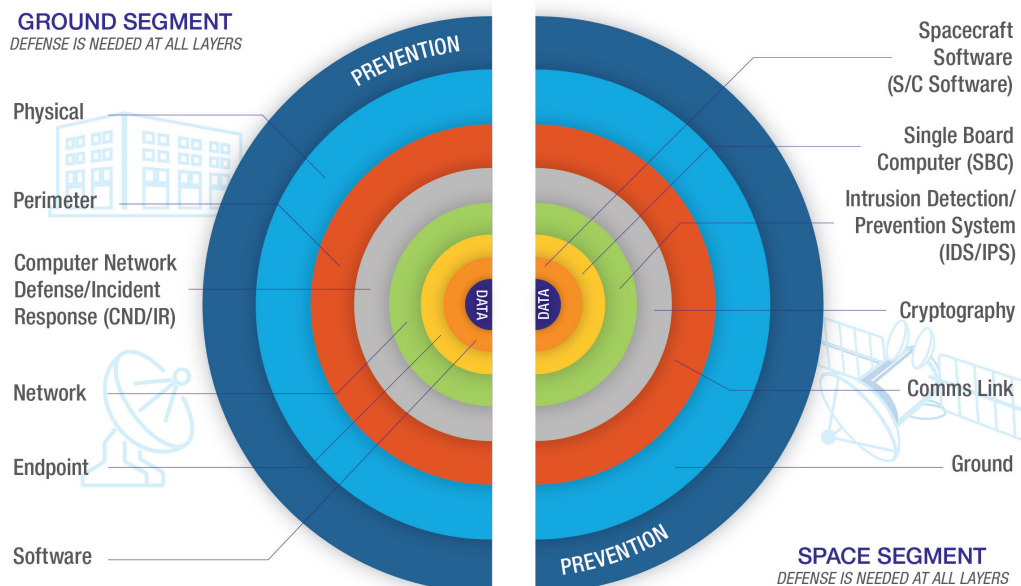 GROUND SEGMENT
DEFENSE IS NEEDED AT ALL LAYERS
Physical
Perimeter
Computer Network
Defense/Incident
Response (CND/IR)
Network
Endpoint
Software
PREVENTION
DATA
DATA
PREVENTION
Spacecraft
Software
(S/C Software)
Single Board
Computer (SBC)
Intrusion Detection/
Prevention System
(IDS/IPS)
Cryptography
Comms Link
Ground
SPACE SEGMENT
DEFENSE IS NEEDED AT ALL LAYERS